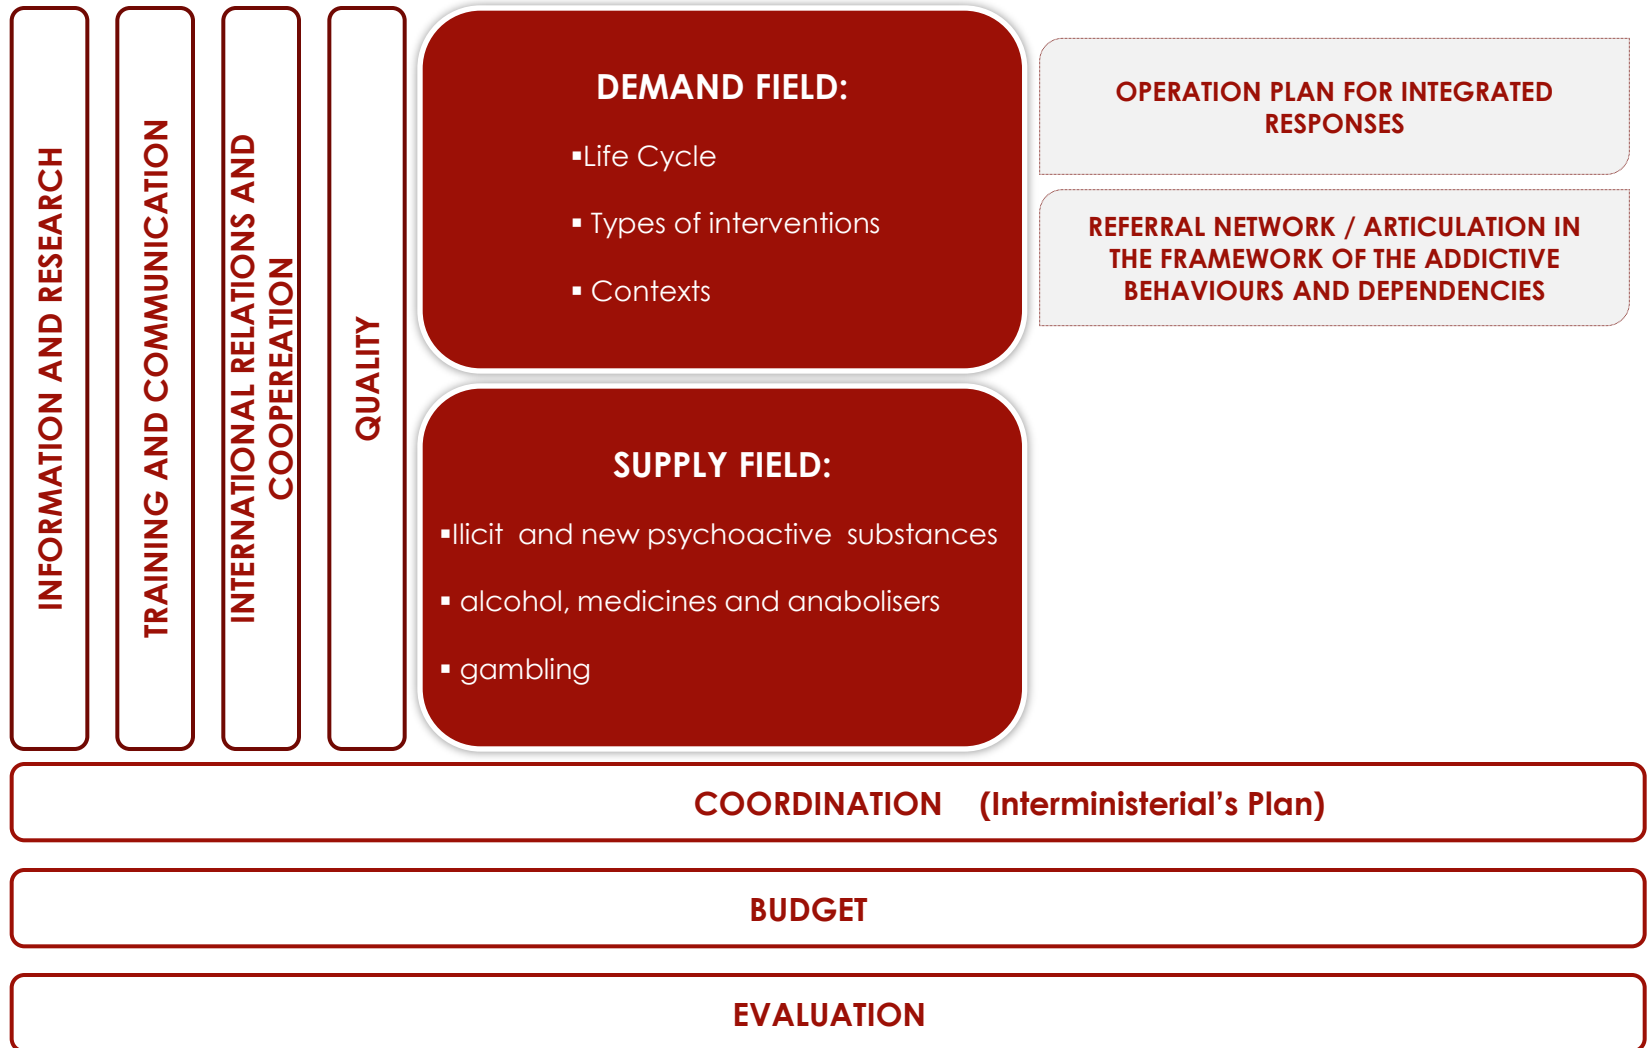 INFORMATION AND RESEARCH
TRAINING AND COMMUNICATION
INTERNATIONAL RELATIONS AND
COOPEREATION
QUALITY
DEMAND FIELD:
▪Life Cycle
▪ Types of interventions
▪ Contexts
OPERATION PLAN FOR INTEGRATED
RESPONSES
REFERRAL NETWORK / ARTICULATION IN
THE FRAMEWORK OF THE ADDICTIVE
BEHAVIOURS AND DEPENDENCIES
SUPPLY FIELD:
▪Ilicit and new psychoactive substances
▪ alcohol, medicines and anabolisers
▪ gambling
COORDINATION (Interministerial’s Plan)
BUDGET
EVALUATION